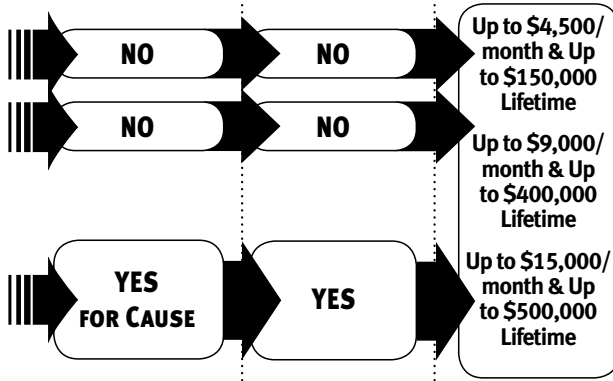 NO
NO
Up to $4,500/
month & Up
to $150,000
Lifetime
NO
NO
Up to $9,000/
month & Up
to $400,000
Lifetime
YES
FOR CAUSE
YES
Up to $15,000/
month & Up
to $500,000
Lifetime